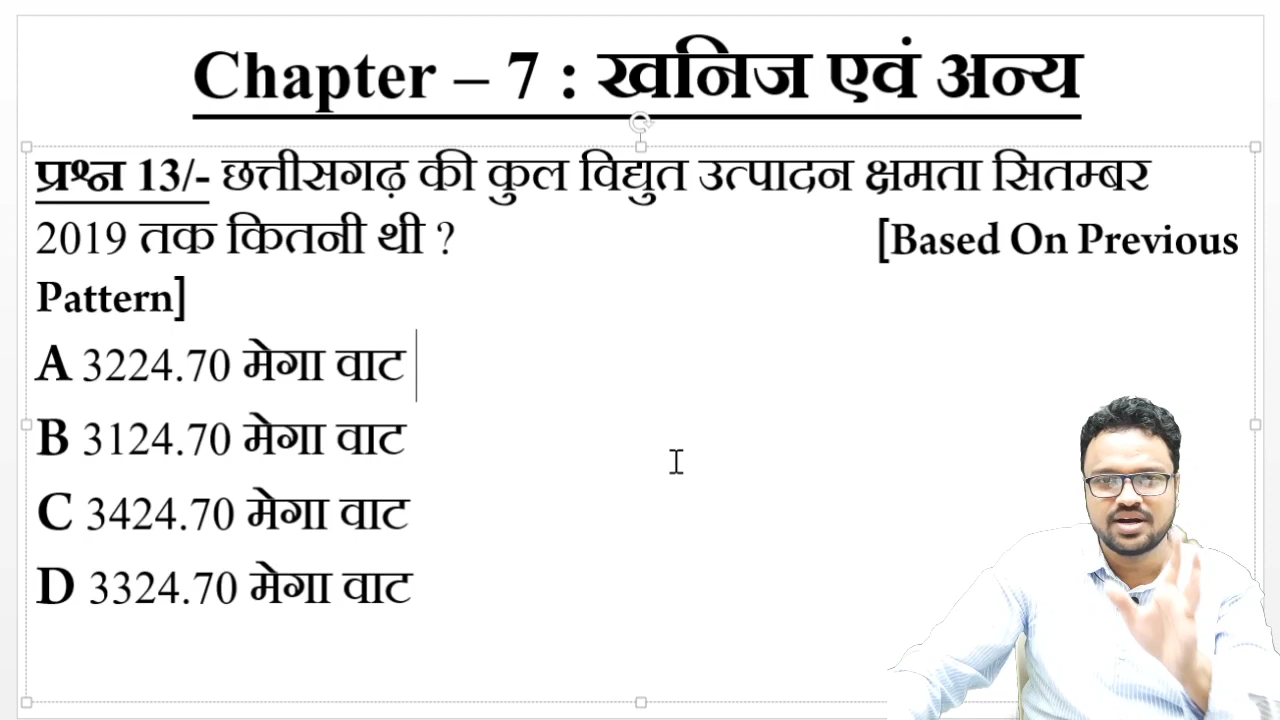 Chapter – 7 : खनिज एवं अन्य
प्रश्न 13/- छत्तीसगढ़ की कुल विद्युत उत्पादन क्षमता सितम्बर
2019 तक कितनी थी ? [Based On Previous
Pattern]
A 3224.70 मेगा वाट
B 3124.70 मेगा वाट
C 3424.70 मेगा वाट
D 3324.70 मेगा वाट